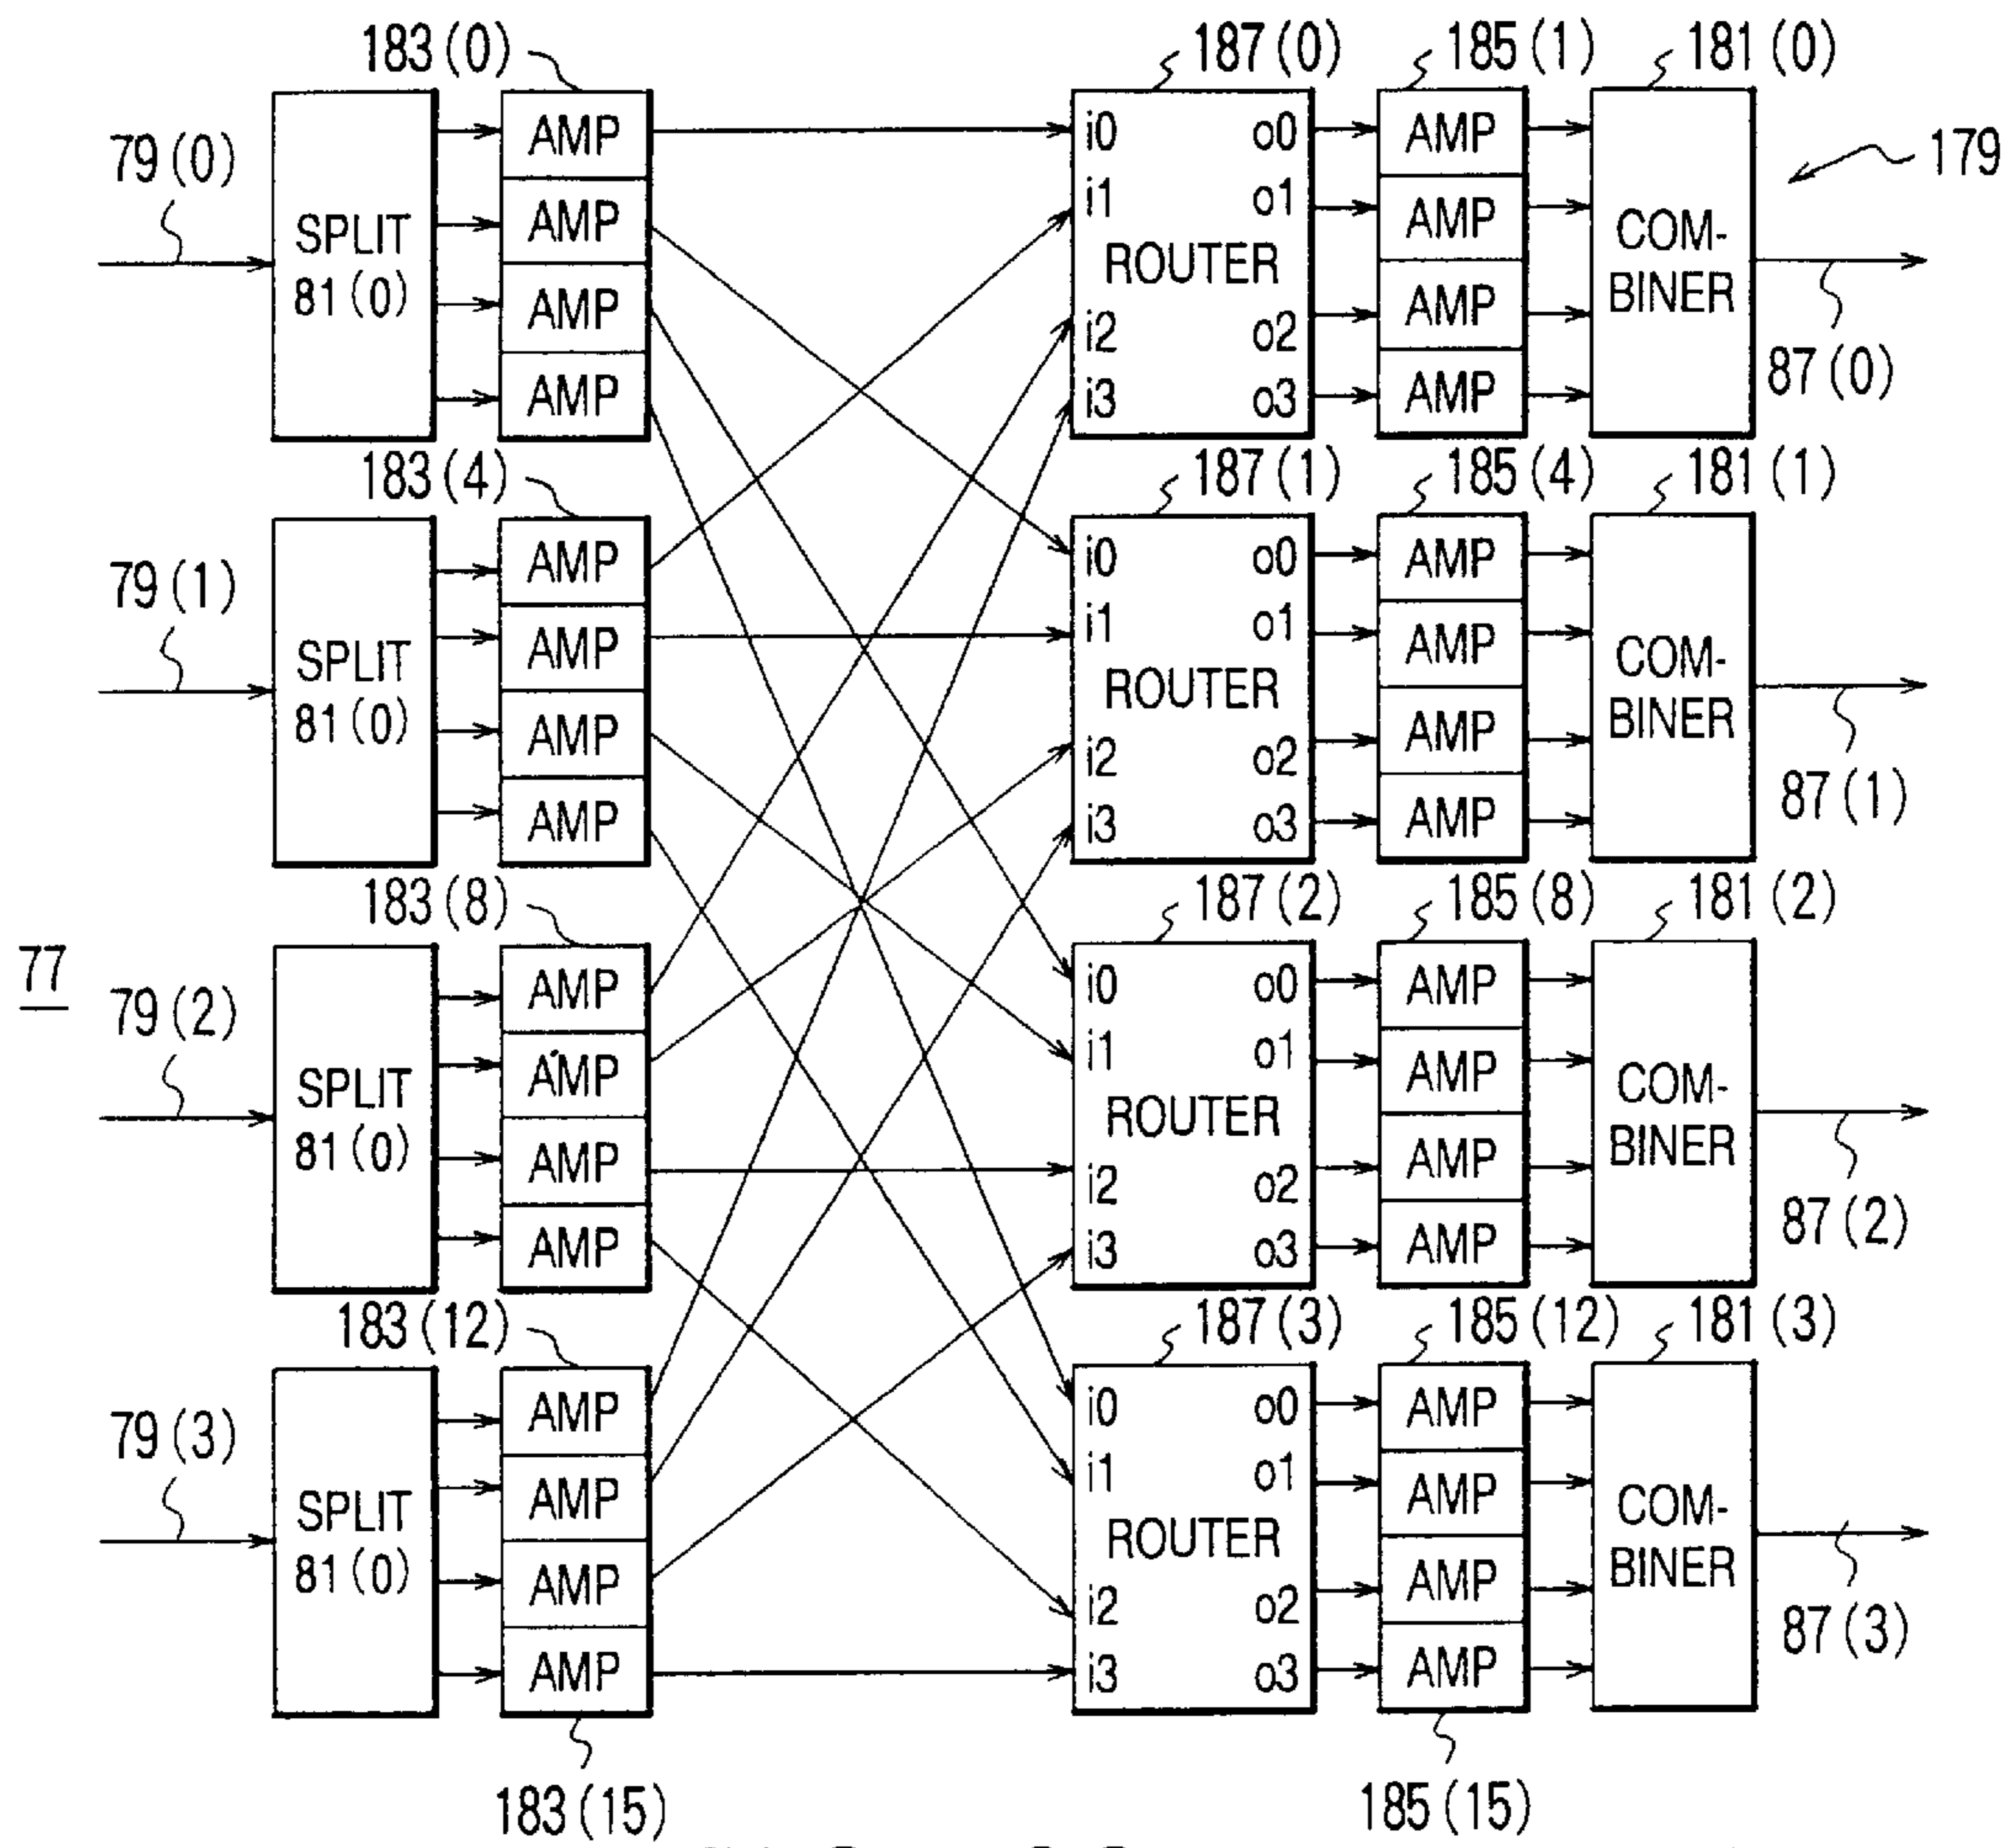 183(0) 187(0) 185(1) 181(0)
79(0)
SPLIT
81(0)
AMP
AMP
AMP
AMP
i0 o0
i1 o1
ROUTER
i2 o2
i3 o3
AMP
AMP
AMP
AMP
COM-
BINER
179
87(0)
183(4) 187(1) 185(4) 181(1)
79(1)
SPLIT
81(0)
AMP
AMP
AMP
AMP
i0 o0
i1 o1
ROUTER
i2 o2
i3 o3
AMP
AMP
AMP
AMP
COM-
BINER
87(1)
183(8) 187(2) 185(8) 181(2)
77
79(2)
SPLIT
81(0)
AMP
AMP
AMP
AMP
i0 o0
i1 o1
ROUTER
i2 o2
i3 o3
AMP
AMP
AMP
AMP
COM-
BINER
87(2)
183(12) 187(3) 185(12) 181(3)
79(3)
SPLIT
81(0)
AMP
AMP
AMP
AMP
i0 o0
i1 o1
ROUTER
i2 o2
i3 o3
AMP
AMP
AMP
AMP
COM-
BINER
87(3)
183(15) 185(15)